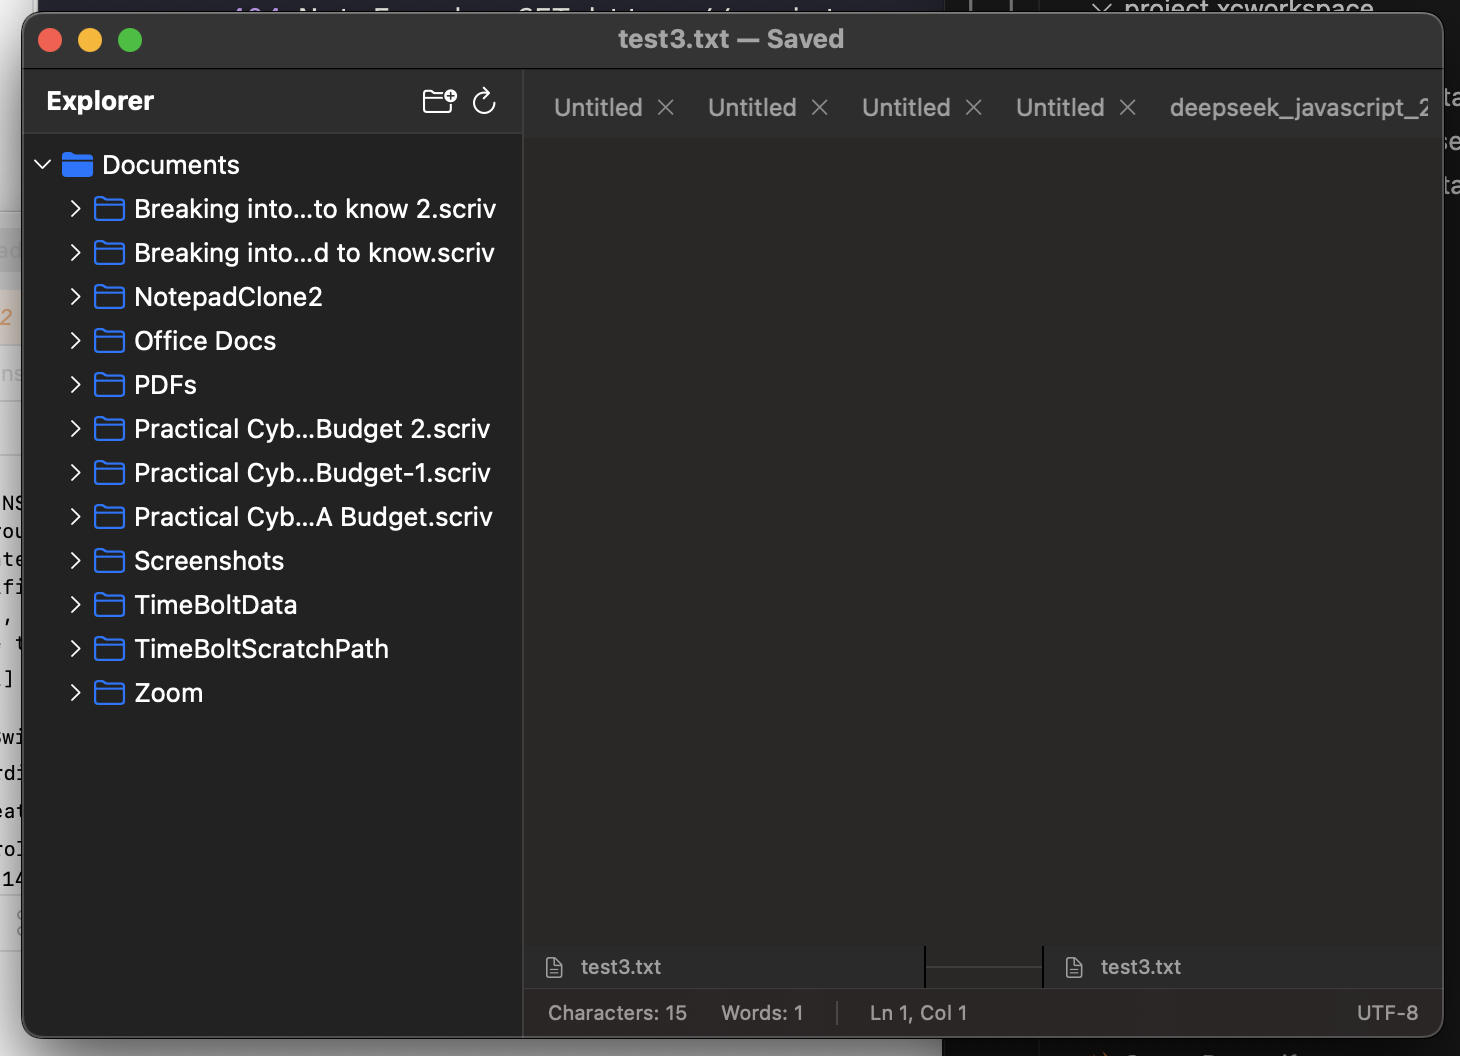 project.xcworkspace
test3.txt — Saved
Explorer
Untitled
Untitled
Untitled
Untitled
deepseek_javascript_2
Documents
Breaking into...to know 2.scriv
Breaking into...d to know.scriv
NotepadClone2
Office Docs
PDFs
Practical Cyb...Budget 2.scriv
Practical Cyb...Budget-1.scriv
Practical Cyb...A Budget.scriv
Screenshots
TimeBoltData
TimeBoltScratchPath
Zoom
test3.txt
test3.txt
Characters: 15 Words: 1 Ln 1, Col 1 UTF-8